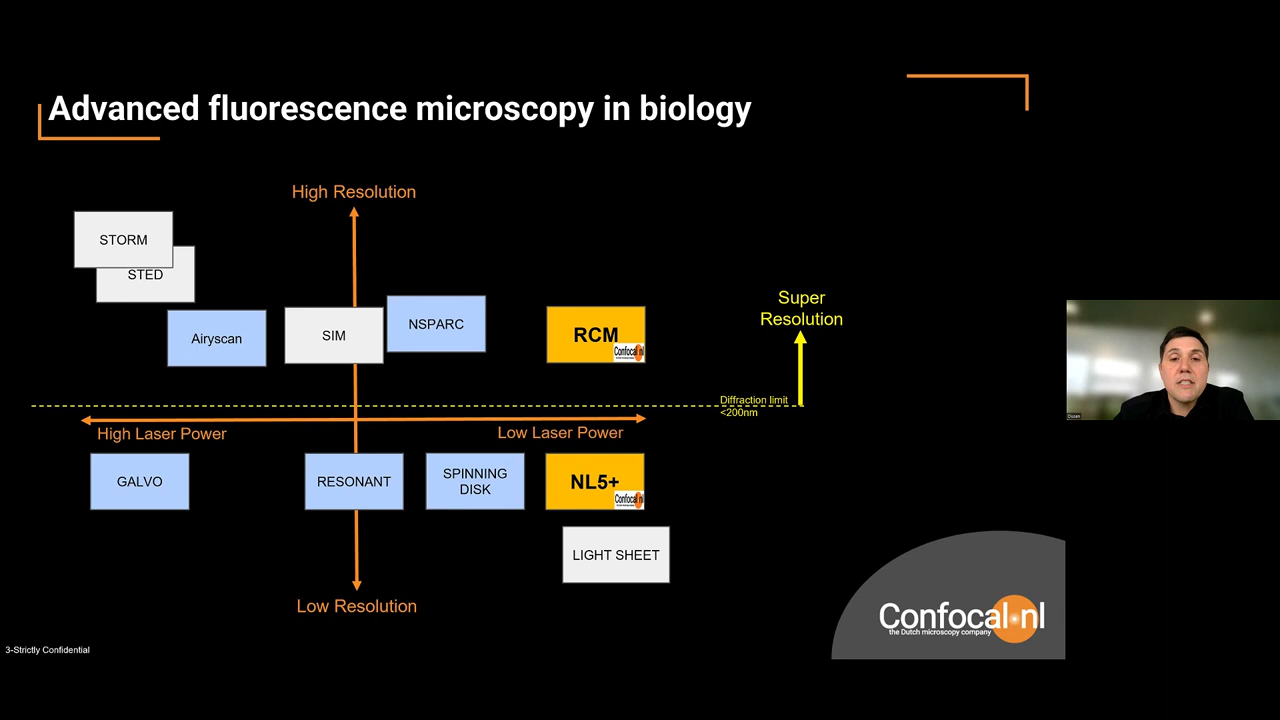 Advanced fluorescence microscopy in biology
High Resolution
STORM
STED
Airyscan
SIM
NSPARC
RCM
Confocal.nl
Super
Resolution
Diffraction limit
<200nm
High Laser Power
Low Laser Power
GALVO
RESONANT
SPINNING
DISK
NL5+
Confocal.nl
LIGHT SHEET
Low Resolution
Confocal.nl
the Dutch microscopy company
3-Strictly Confidential